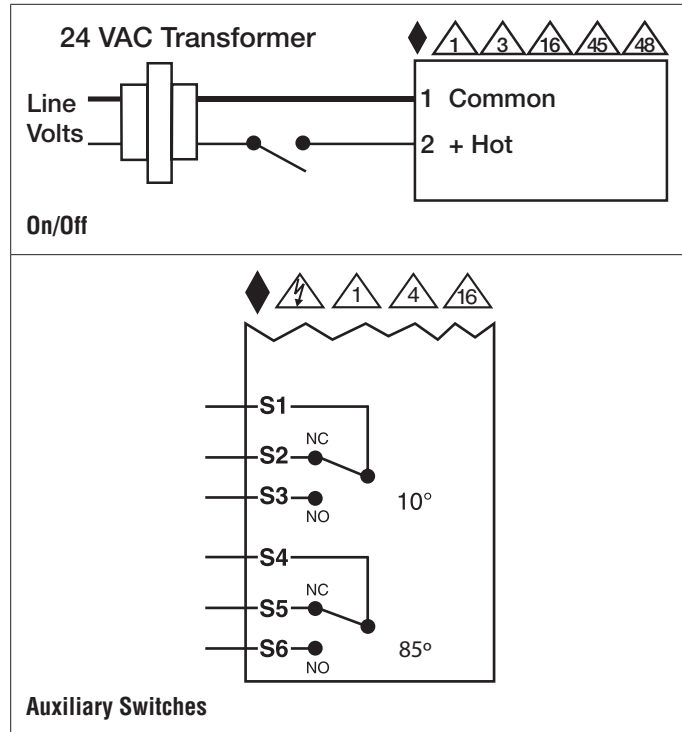 24 VAC Transformer
1 3 16 45 48
Line Volts
1 Common
2 + Hot
On/Off
1 4 16
S1
NC
S2
S3
NO
10°
S4
NC
S5
S6
NO
85º
Auxiliary Switches